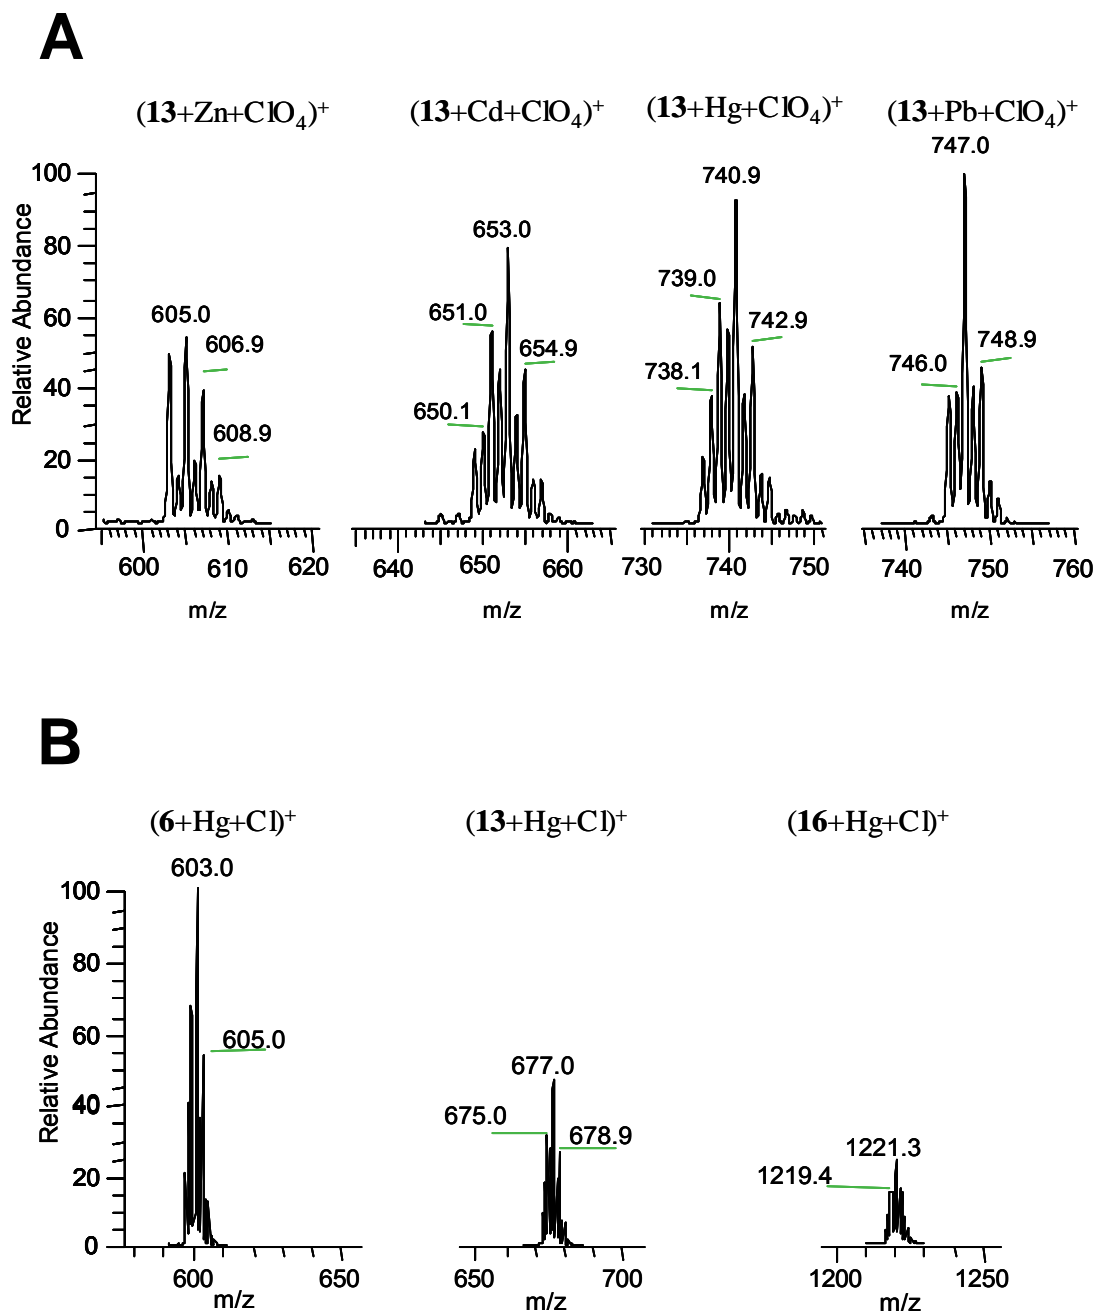 A
(13+Zn+ClO4)+ (13+Cd+ClO4)+ (13+Hg+ClO4)+ (13+Pb+ClO4)+
Relative Abundance
100
80
60
40
20
0
605.0
606.9
608.9
600 610 620
m/z
653.0
651.0
654.9
650.1
640 650 660
m/z
740.9
739.0
742.9
738.1
730 740 750
m/z
747.0
746.0
748.9
740 750 760
m/z
B
(6+Hg+Cl)+ (13+Hg+Cl)+ (16+Hg+Cl)+
Relative Abundance
100
80
60
40
20
0
603.0
605.0
600 650
m/z
677.0
675.0
678.9
650 700
m/z
1221.3
1219.4
1200 1250
m/z